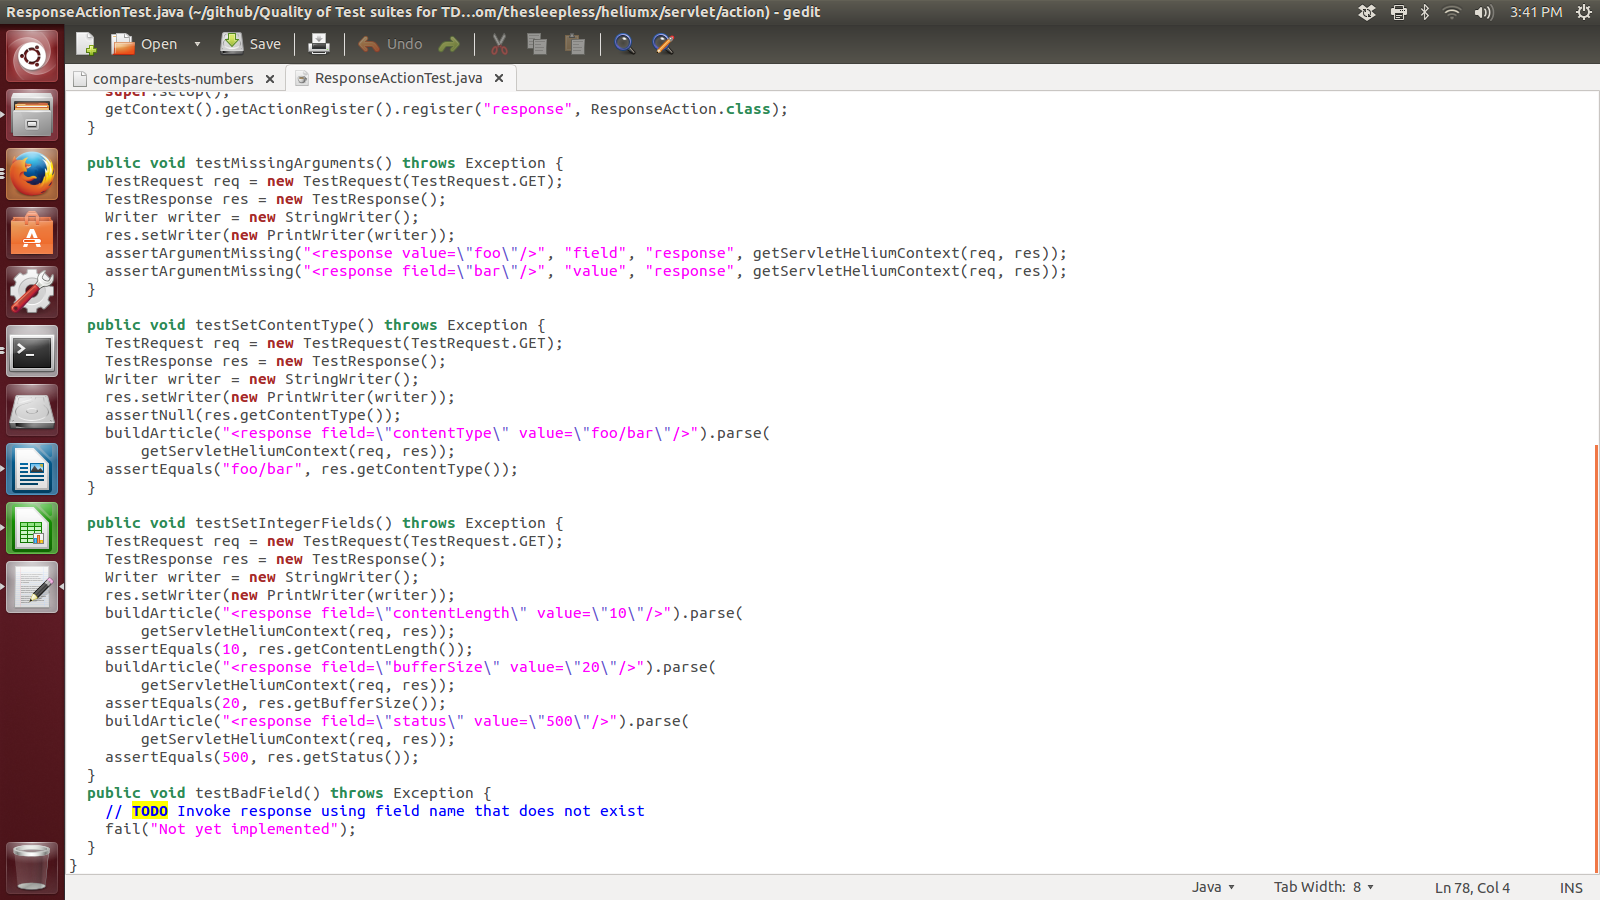 ResponseActionTest.java (~/github/Quality of Test suites for TD...om/thesleepless/heliumx/servlet/action) - gedit
3:41 PM
Open
Save
Undo
compare-tests-numbers
ResponseActionTest.java
super.setup();
getContext().getActionRegister().register("response", ResponseAction.class);
}
public void testMissingArguments() throws Exception {
TestRequest req = new TestRequest(TestRequest.GET);
TestResponse res = new TestResponse();
Writer writer = new StringWriter();
res.setWriter(new PrintWriter(writer));
assertArgumentMissing("<response value=\"foo\"/>", "field", "response", getServletHeliumContext(req, res));
assertArgumentMissing("<response field=\"bar\"/>", "value", "response", getServletHeliumContext(req, res));
}
public void testSetContentType() throws Exception {
TestRequest req = new TestRequest(TestRequest.GET);
TestResponse res = new TestResponse();
Writer writer = new StringWriter();
res.setWriter(new PrintWriter(writer));
assertNull(res.getContentType());
buildArticle("<response field=\"contentType\" value=\"foo/bar\"/>").parse(
getServletHeliumContext(req, res));
assertEquals("foo/bar", res.getContentType());
}
public void testSetIntegerFields() throws Exception {
TestRequest req = new TestRequest(TestRequest.GET);
TestResponse res = new TestResponse();
Writer writer = new StringWriter();
res.setWriter(new PrintWriter(writer));
buildArticle("<response field=\"contentLength\" value=\"10\"/>").parse(
getServletHeliumContext(req, res));
assertEquals(10, res.getContentLength());
buildArticle("<response field=\"bufferSize\" value=\"20\"/>").parse(
getServletHeliumContext(req, res));
assertEquals(20, res.getBufferSize());
buildArticle("<response field=\"status\" value=\"500\"/>").parse(
getServletHeliumContext(req, res));
assertEquals(500, res.getStatus());
}
public void testBadField() throws Exception {
// TODO Invoke response using field name that does not exist
fail("Not yet implemented");
}
}
Java
Tab Width: 8
Ln 78, Col 4
INS